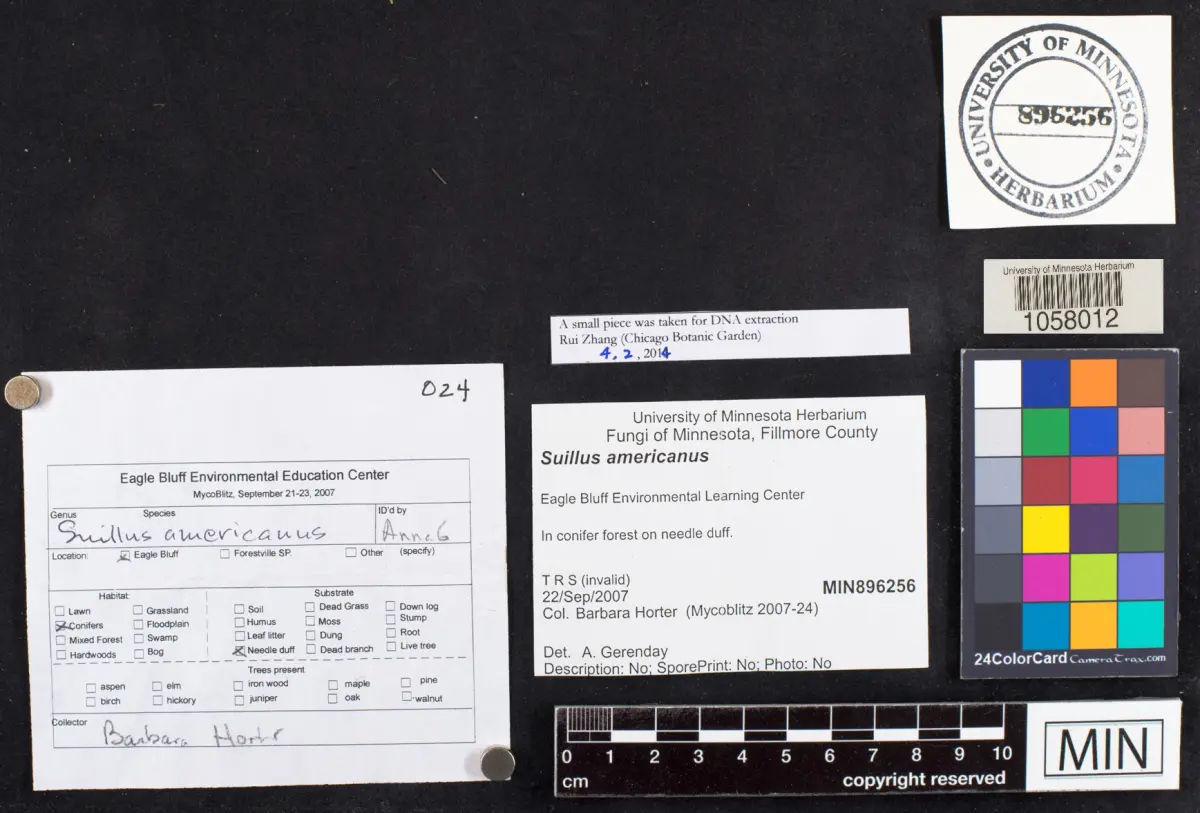 UNIVERSITY OF MINNESOTA
896256
• HERBARIUM •
University of Minnesota Herbarium
1058012
A small piece was taken for DNA extraction
Rui Zhang (Chicago Botanic Garden)
4, 2, 2014
024
Eagle Bluff Environmental Education Center
MycoBlitz, September 21-23, 2007
Genus Species ID'd by
Suillus americanus Anna G
Location: Eagle Bluff Forestville SP. Other (specify)
Habitat Substrate
Lawn Grassland Soil Dead Grass Down log
Conifers Floodplain Humus Moss Stump
Mixed Forest Swamp Leaf litter Dung Root
Hardwoods Bog Needle duff Dead branch Live tree
Trees present
aspen elm iron wood maple pine
birch hickory juniper oak walnut
Collector
Barbara Horter
University of Minnesota Herbarium
Fungi of Minnesota, Fillmore County
Suillus americanus
Eagle Bluff Environmental Learning Center
In conifer forest on needle duff.
T R S (invalid)
22/Sep/2007 MIN896256
Col. Barbara Horter (Mycoblitz 2007-24)
Det. A. Gerenday
Description: No; SporePrint: No; Photo: No
24ColorCard CameraTrax.com
0 1 2 3 4 5 6 7 8 9 10
cm copyright reserved
MIN